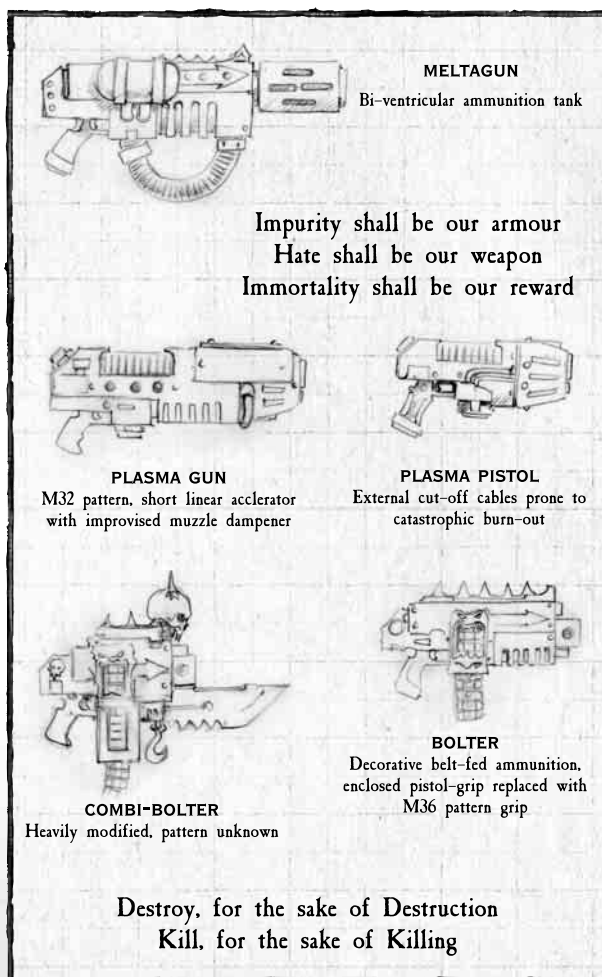 MELTAGUN
Bi-ventricular ammunition tank
Impurity shall be our armour
Hate shall be our weapon
Immortality shall be our reward
PLASMA GUN
M32 pattern, short linear acclerator
with improvised muzzle dampener
PLASMA PISTOL
External cut-off cables prone to
catastrophic burn-out
COMBI-BOLTER
Heavily modified, pattern unknown
BOLTER
Decorative belt-fed ammunition,
enclosed pistol-grip replaced with
M36 pattern grip
Destroy, for the sake of Destruction
Kill, for the sake of Killing